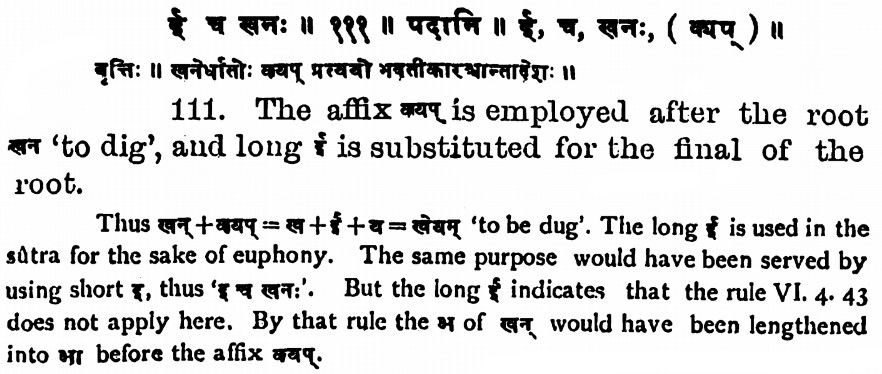 ई च खनः ॥ १११ ॥ पदानि ॥ ई, च, खनः, ( क्यप् ) ॥
वृत्तिः ॥ खनेर्धातोः क्यप् प्रत्ययो भवतीकारश्चान्तादेशः ॥
111. The affix क्यप् is employed after the root
खन 'to dig', and long ई is substituted for the final of the
root.
Thus खन् + क्यप् = ख + ई + य = खेयम् 'to be dug'. The long ई is used in the
sûtra for the sake of euphony. The same purpose would have been served by
using short इ, thus 'इ च खनः'. But the long ई indicates that the rule VI. 4. 43
does not apply here. By that rule the अ of खन् would have been lengthened
into आ before the affix क्यप्.